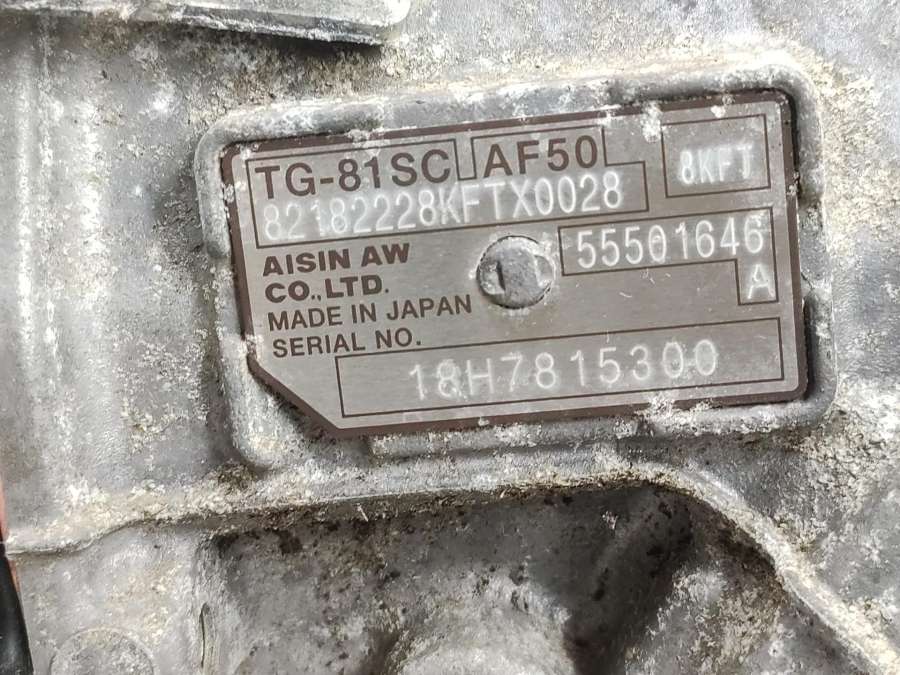 TG-81SC AF50 8KFT
82182228KFTX0028
55501646
A
AISIN AW
CO.,LTD.
MADE IN JAPAN
SERIAL NO.
18H7815300